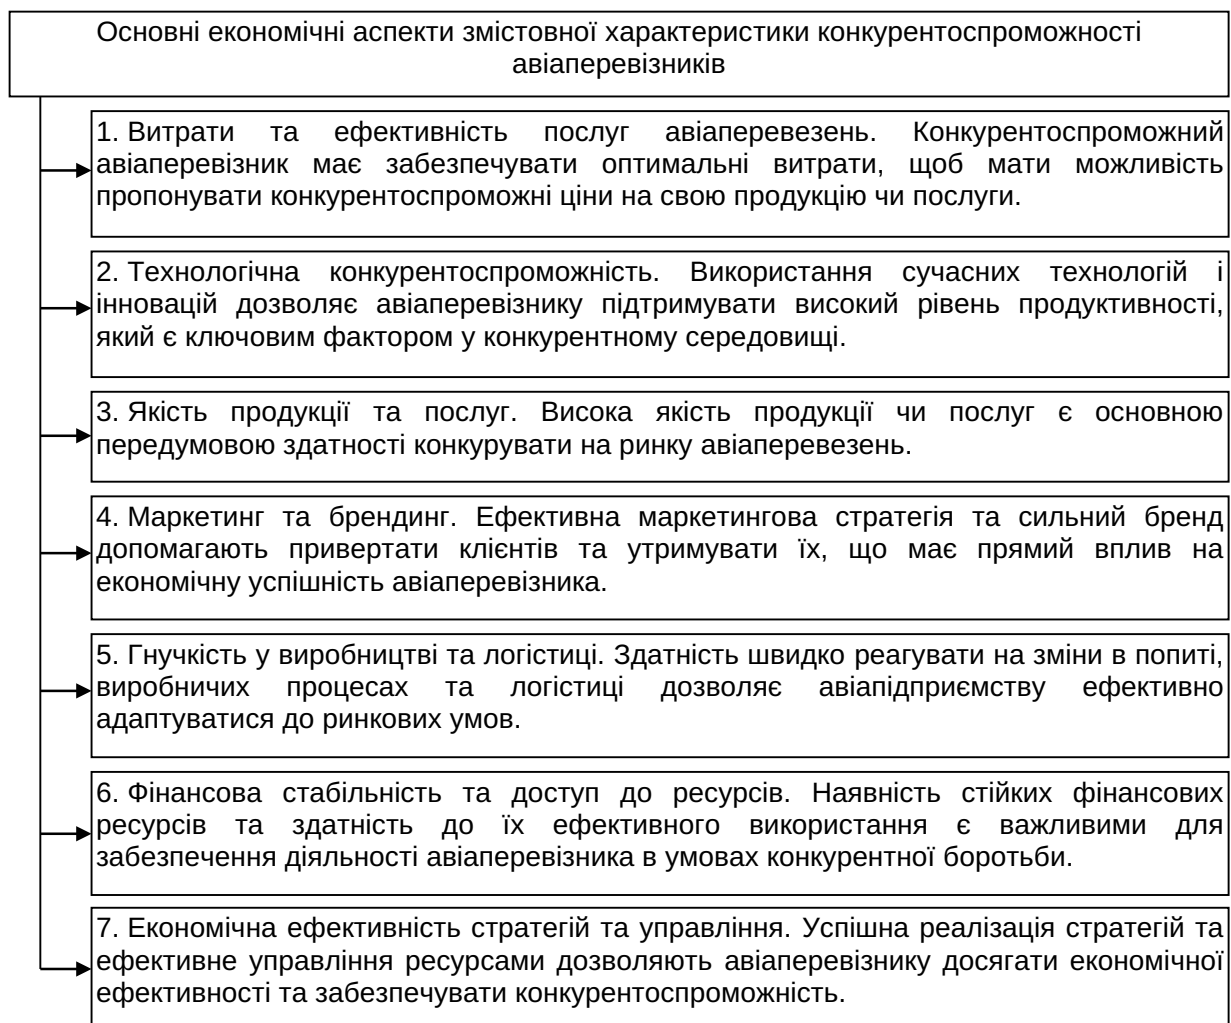 Основні економічні аспекти змістовної характеристики конкурентоспроможності
авіаперевізників
1. Витрати та ефективність послуг авіаперевезень. Конкурентоспроможний
авіаперевізник має забезпечувати оптимальні витрати, щоб мати можливість
пропонувати конкурентоспроможні ціни на свою продукцію чи послуги.
2. Технологічна конкурентоспроможність. Використання сучасних технологій і
інновацій дозволяє авіаперевізнику підтримувати високий рівень продуктивності,
який є ключовим фактором у конкурентному середовищі.
3. Якість продукції та послуг. Висока якість продукції чи послуг є основною
передумовою здатності конкурувати на ринку авіаперевезень.
4. Маркетинг та брендинг. Ефективна маркетингова стратегія та сильний бренд
допомагають привертати клієнтів та утримувати їх, що має прямий вплив на
економічну успішність авіаперевізника.
5. Гнучкість у виробництві та логістиці. Здатність швидко реагувати на зміни в попиті,
виробничих процесах та логістиці дозволяє авіапідприємству ефективно
адаптуватися до ринкових умов.
6. Фінансова стабільність та доступ до ресурсів. Наявність стійких фінансових
ресурсів та здатність до їх ефективного використання є важливими для
забезпечення діяльності авіаперевізника в умовах конкурентної боротьби.
7. Економічна ефективність стратегій та управління. Успішна реалізація стратегій та
ефективне управління ресурсами дозволяють авіаперевізнику досягати економічної
ефективності та забезпечувати конкурентоспроможність.